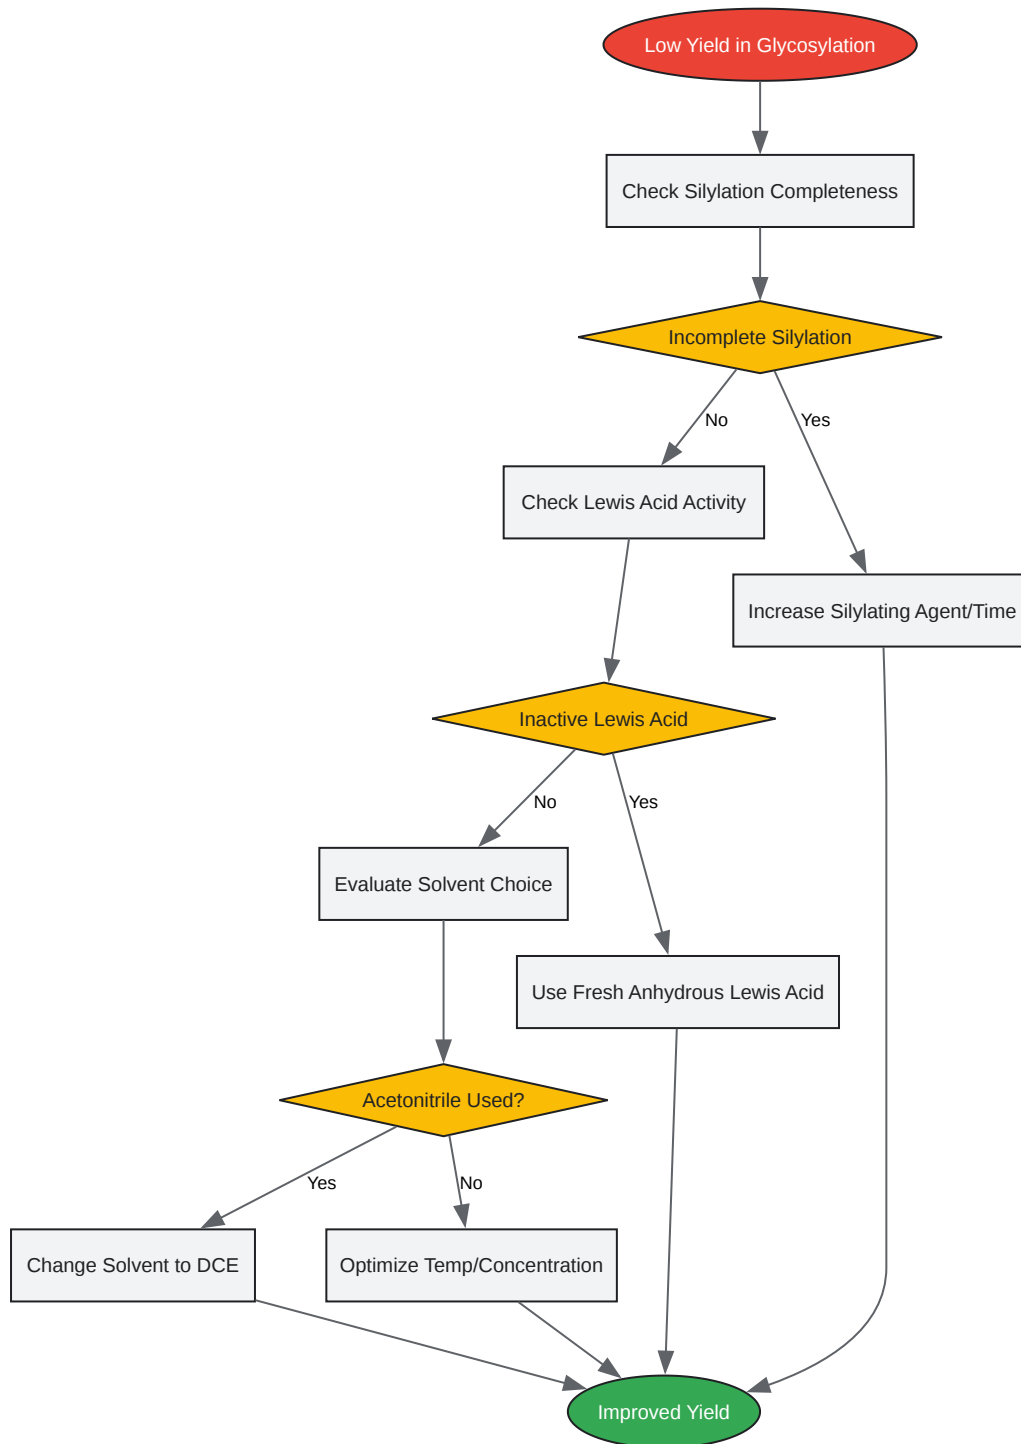 Low Yield in Glycosylation
Check Silylation Completeness
Incomplete Silylation
No
Yes
Check Lewis Acid Activity
Increase Silylating Agent/Time
Inactive Lewis Acid
No
Yes
Evaluate Solvent Choice
Use Fresh Anhydrous Lewis Acid
Acetonitrile Used?
Yes
No
Change Solvent to DCE
Optimize Temp/Concentration
Improved Yield